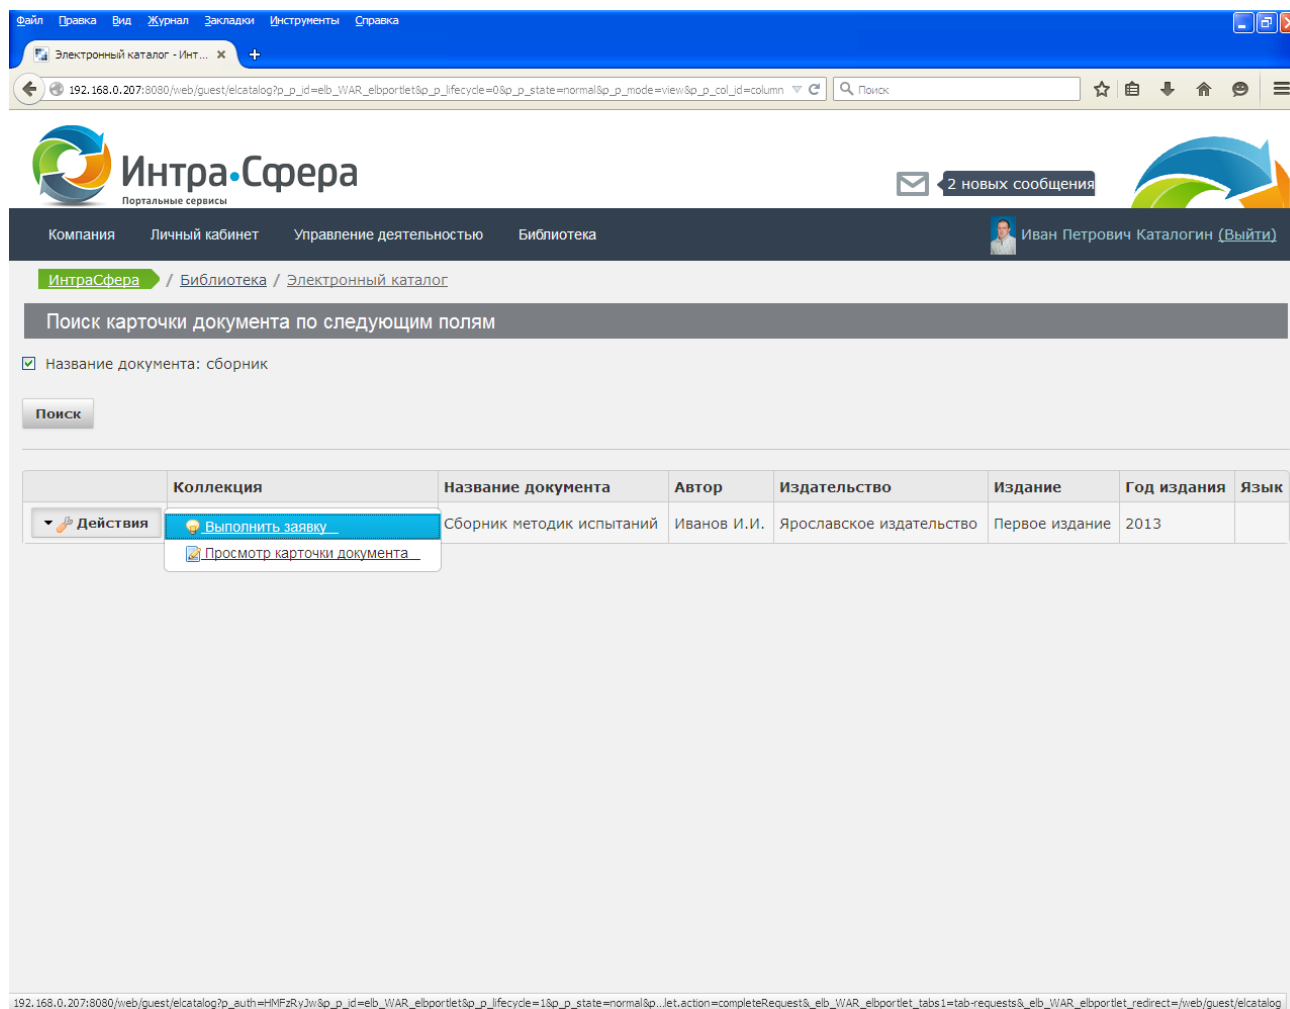 Файл Правка Вид Журнал Закладки Инструменты Справка
Электронный каталог - Инт...
192.168.0.207:8080/web/guest/elcatalog?p_p_id=elb_WAR_elbportlet&p_p_lifecycle=0&p_p_state=normal&p_p_mode=view&p_p_col_id=column Поиск
Интра•Сфера
Портальные сервисы
2 новых сообщения
Компания Личный кабинет Управление деятельностью Библиотека Иван Петрович Каталогин (Выйти)
ИнтраСфера / Библиотека / Электронный каталог
Поиск карточки документа по следующим полям
Название документа: сборник
Поиск
Коллекция Название документа Автор Издательство Издание Год издания Язык
Действия Выполнить заявку Сборник методик испытаний Иванов И.И. Ярославское издательство Первое издание 2013
Просмотр карточки документа
192.168.0.207:8080/web/guest/elcatalog?p_auth=HMFzRyJw&p_p_id=elb_WAR_elbportlet&p_p_lifecycle=1&p_p_state=normal&p...let.action=completeRequest&_elb_WAR_elbportlet_tabs1=tab-requests&_elb_WAR_elbportlet_redirect=/web/guest/elcatalog